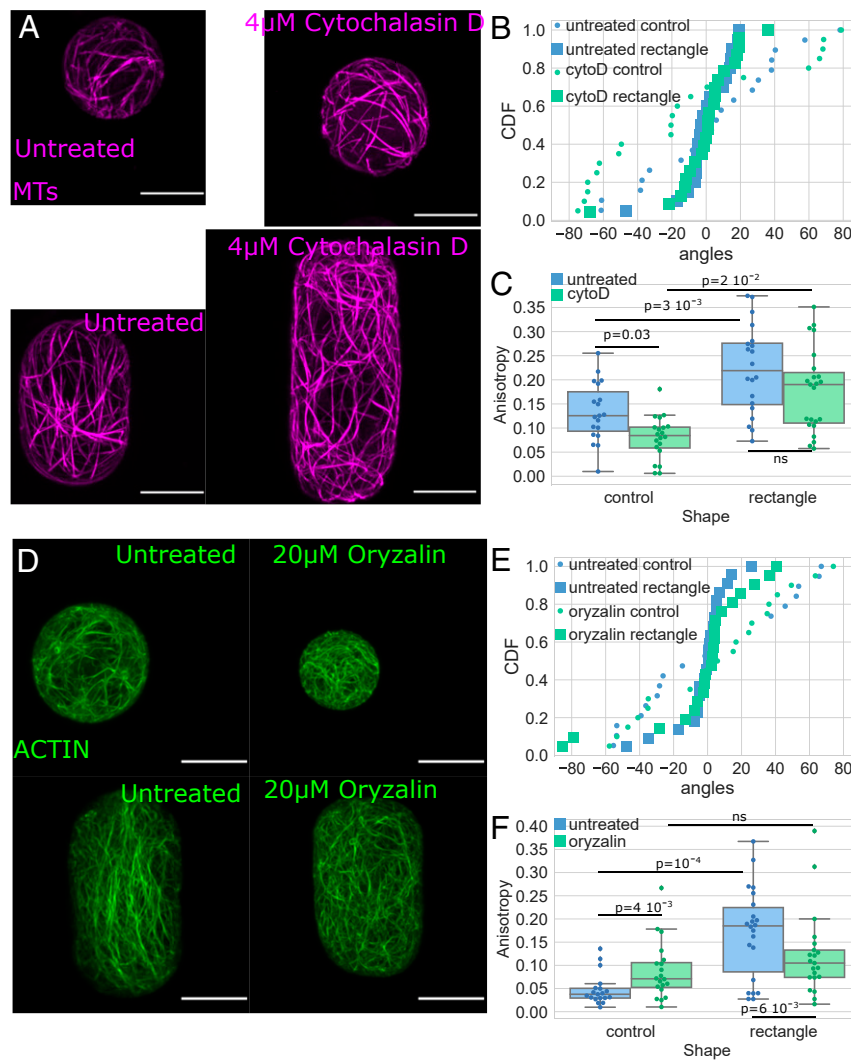 A
Untreated
MTs
4µM Cytochalasin D
Untreated
4µM Cytochalasin D
B
CDF
1.0
0.8
0.6
0.4
0.2
0.0
untreated control
untreated rectangle
cytoD control
cytoD rectangle
−80 −60 −40 −20 0 20 40 60 80
angles
C
untreated
cytoD
Anisotropy
0.35
0.30
0.25
0.20
0.15
0.10
0.05
0.00
p=2 10⁻²
p=3 10⁻³
p=0.03
ns
control rectangle
Shape
D
Untreated
20µM Oryzalin
ACTIN
Untreated
20µM Oryzalin
E
CDF
1.0
0.8
0.6
0.4
0.2
0.0
untreated control
untreated rectangle
oryzalin control
oryzalin rectangle
−80 −60 −40 −20 0 20 40 60 80
angles
F
untreated
oryzalin
Anisotropy
0.40
0.35
0.30
0.25
0.20
0.15
0.10
0.05
0.00
ns
p=10⁻⁴
p=4 10⁻³
p=6 10⁻³
control rectangle
Shape